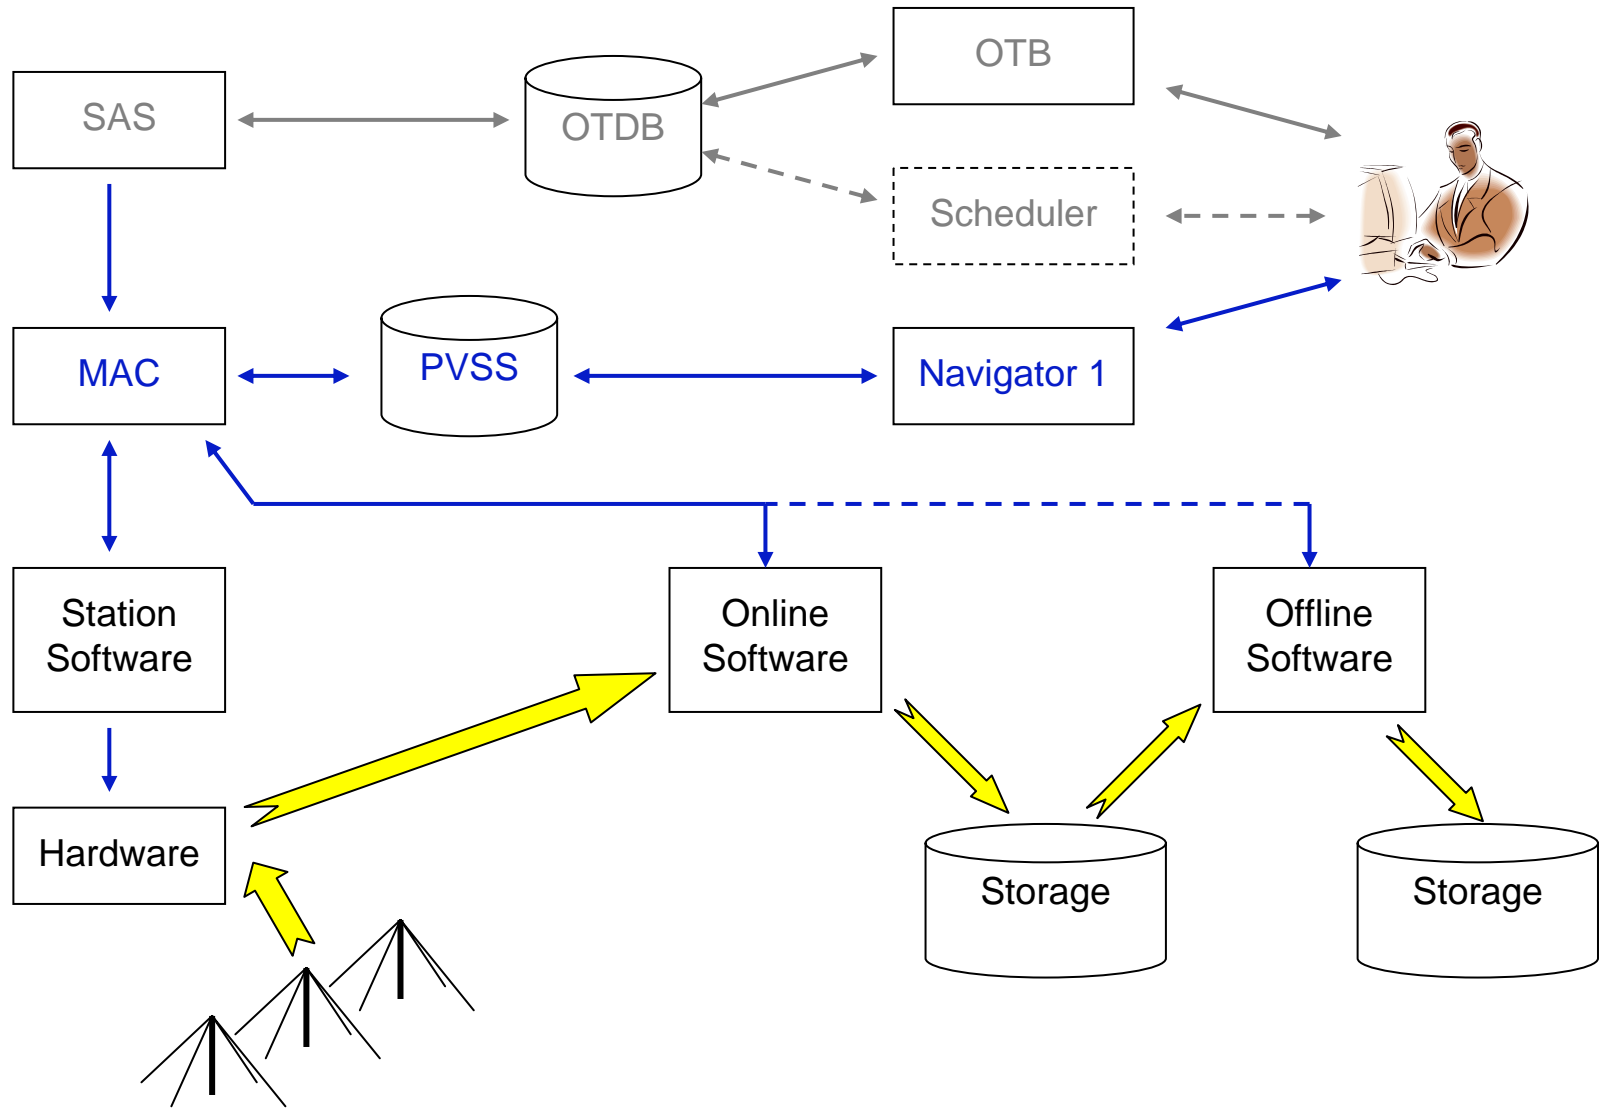 OTB
SAS
OTDB
Scheduler
MAC
PVSS
Navigator 1
Station
Software
Online
Software
Offline
Software
Hardware
Storage
Storage